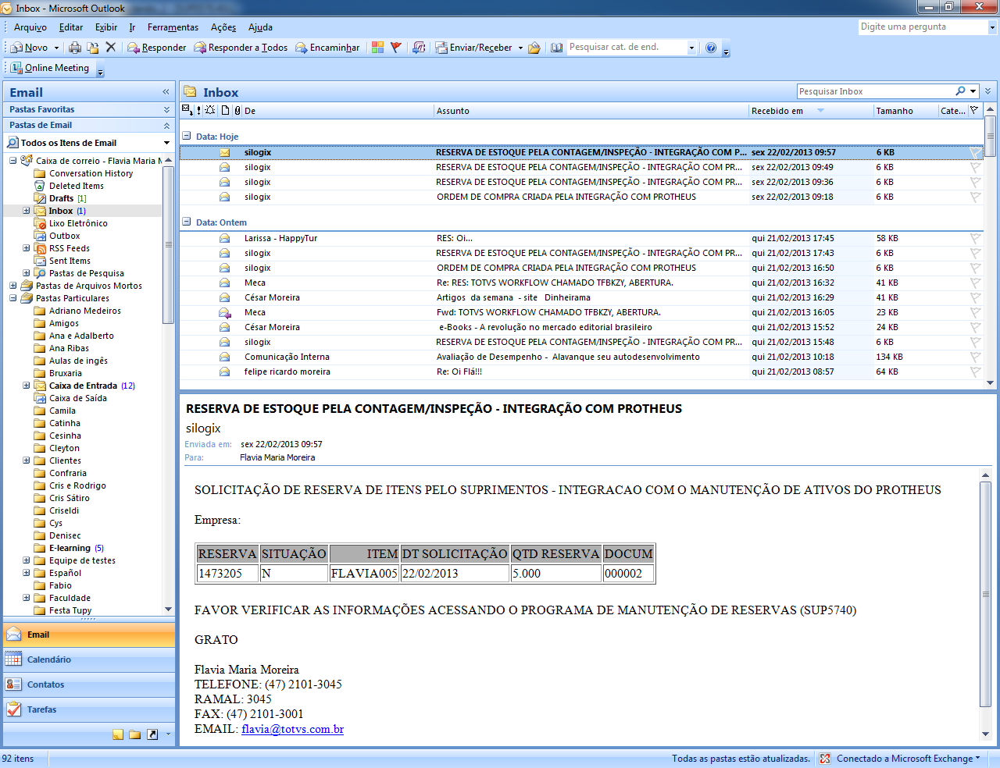 Inbox - Microsoft Outlook
Arquivo Editar Exibir Ir Ferramentas Ações Ajuda Digite uma pergunta
Novo Responder Responder a Todos Encaminhar Enviar/Receber Pesquisar cat. de end.
Online Meeting
Email «
Pastas Favoritas
Pastas de Email
Todos os Itens de Email
Caixa de correio - Flavia Maria M
Conversation History
Deleted Items
Drafts [1]
Inbox (1)
Lixo Eletrônico
Outbox
RSS Feeds
Sent Items
Pastas de Pesquisa
Pastas de Arquivos Mortos
Pastas Particulares
Adriano Medeiros
Amigos
Ana e Adalberto
Ana Ribas
Aulas de ingês
Bruxaria
Caixa de Entrada (12)
Caixa de Saída
Camila
Catinha
Cesinha
Cleyton
Clientes
Confraria
Cris e Rodrigo
Cris Sátiro
Criseldi
Cys
Denisec
E-learning (5)
Equipe de testes
Español
Fabio
Faculdade
Festa Tupy
Email
Calendário
Contatos
Tarefas
Inbox Pesquisar Inbox
De Assunto Recebido em Tamanho Cate...
Data: Hoje
silogix RESERVA DE ESTOQUE PELA CONTAGEM/INSPEÇÃO - INTEGRAÇÃO COM P... sex 22/02/2013 09:57 6 KB
silogix RESERVA DE ESTOQUE PELA CONTAGEM/INSPEÇÃO - INTEGRAÇÃO COM PR... sex 22/02/2013 09:49 6 KB
silogix RESERVA DE ESTOQUE PELA CONTAGEM/INSPEÇÃO - INTEGRAÇÃO COM PR... sex 22/02/2013 09:36 6 KB
silogix ORDEM DE COMPRA CRIADA PELA INTEGRAÇÃO COM PROTHEUS sex 22/02/2013 09:18 6 KB
Data: Ontem
Larissa - HappyTur RES: Oi... qui 21/02/2013 17:45 58 KB
silogix RESERVA DE ESTOQUE PELA CONTAGEM/INSPEÇÃO - INTEGRAÇÃO COM PR... qui 21/02/2013 17:43 6 KB
silogix ORDEM DE COMPRA CRIADA PELA INTEGRAÇÃO COM PROTHEUS qui 21/02/2013 16:50 6 KB
Meca Re: RES: TOTVS WORKFLOW CHAMADO TFBKZY, ABERTURA. qui 21/02/2013 16:32 41 KB
César Moreira Artigos da semana - site Dinheirama qui 21/02/2013 16:29 41 KB
Meca Fwd: TOTVS WORKFLOW CHAMADO TFBKZY, ABERTURA. qui 21/02/2013 16:05 23 KB
César Moreira e-Books - A revolução no mercado editorial brasileiro qui 21/02/2013 15:52 24 KB
silogix RESERVA DE ESTOQUE PELA CONTAGEM/INSPEÇÃO - INTEGRAÇÃO COM PR... qui 21/02/2013 15:48 6 KB
Comunicação Interna Avaliação de Desempenho - Alavanque seu autodesenvolvimento qui 21/02/2013 10:18 134 KB
felipe ricardo moreira Re: Oi Flá!!! qui 21/02/2013 08:57 64 KB
RESERVA DE ESTOQUE PELA CONTAGEM/INSPEÇÃO - INTEGRAÇÃO COM PROTHEUS
silogix
Enviada em: sex 22/02/2013 09:57
Para: Flavia Maria Moreira
SOLICITAÇÃO DE RESERVA DE ITENS PELO SUPRIMENTOS - INTEGRACAO COM O MANUTENÇÃO DE ATIVOS DO PROTHEUS
Empresa:
RESERVA SITUAÇÃO ITEM DT SOLICITAÇÃO QTD RESERVA DOCUM
1473205 N FLAVIA005 22/02/2013 5.000 000002
FAVOR VERIFICAR AS INFORMAÇÕES ACESSANDO O PROGRAMA DE MANUTENÇÃO DE RESERVAS (SUP5740)
GRATO
Flavia Maria Moreira
TELEFONE: (47) 2101-3045
RAMAL: 3045
FAX: (47) 2101-3001
EMAIL: flavia@totvs.com.br
92 itens Todas as pastas estão atualizadas. Conectado a Microsoft Exchange